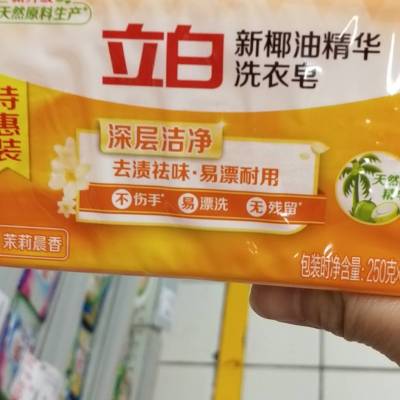 天然原料生产*
立白
新椰油精华
洗衣皂
特惠装
深层洁净
去渍祛味·易漂耐用
不伤手* 易漂洗 无残留*
天然
茉莉晨香
包装时净含量: 250克×